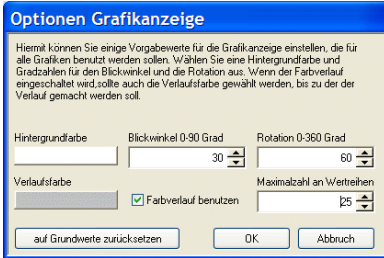 Optionen Grafikanzeige
Hiermit können Sie einige Vorgabewerte für die Grafikanzeige einstellen, die für
alle Grafiken benutzt werden sollen. Wählen Sie eine Hintergrundfarbe und
Gradzahlen für den Blickwinkel und die Rotation aus. Wenn der Farbverlauf
eingeschaltet wird,sollte auch die Verlaufsfarbe gewählt werden, bis zu der der
Verlauf gemacht werden soll.
Hintergrundfarbe Blickwinkel 0-90 Grad Rotation 0-360 Grad
30 60
Verlaufsfarbe Maximalzahl an Wertreihen
Farbverlauf benutzen 25
auf Grundwerte zurücksetzen OK Abbruch